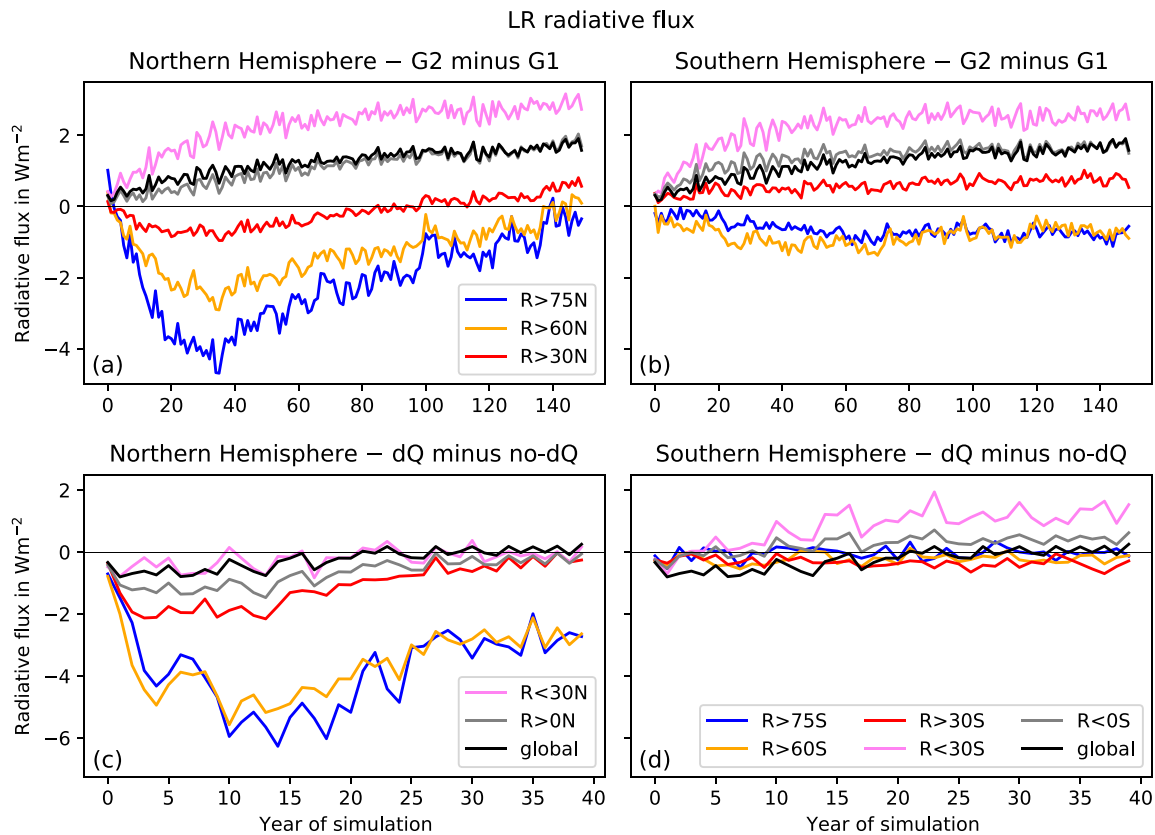 LR radiative flux
Northern Hemisphere − G2 minus G1
Southern Hemisphere − G2 minus G1
Radiative flux in Wm−2
2
0
−2
−4
(a)
R>75N
R>60N
R>30N
0 20 40 60 80 100 120 140
(b)
0 20 40 60 80 100 120 140
Northern Hemisphere − dQ minus no-dQ
Southern Hemisphere − dQ minus no-dQ
Radiative flux in Wm−2
2
0
−2
−4
−6
(c)
R<30N
R>0N
global
0 5 10 15 20 25 30 35 40
Year of simulation
(d)
R>75S R>30S R<0S
R>60S R<30S global
0 5 10 15 20 25 30 35 40
Year of simulation